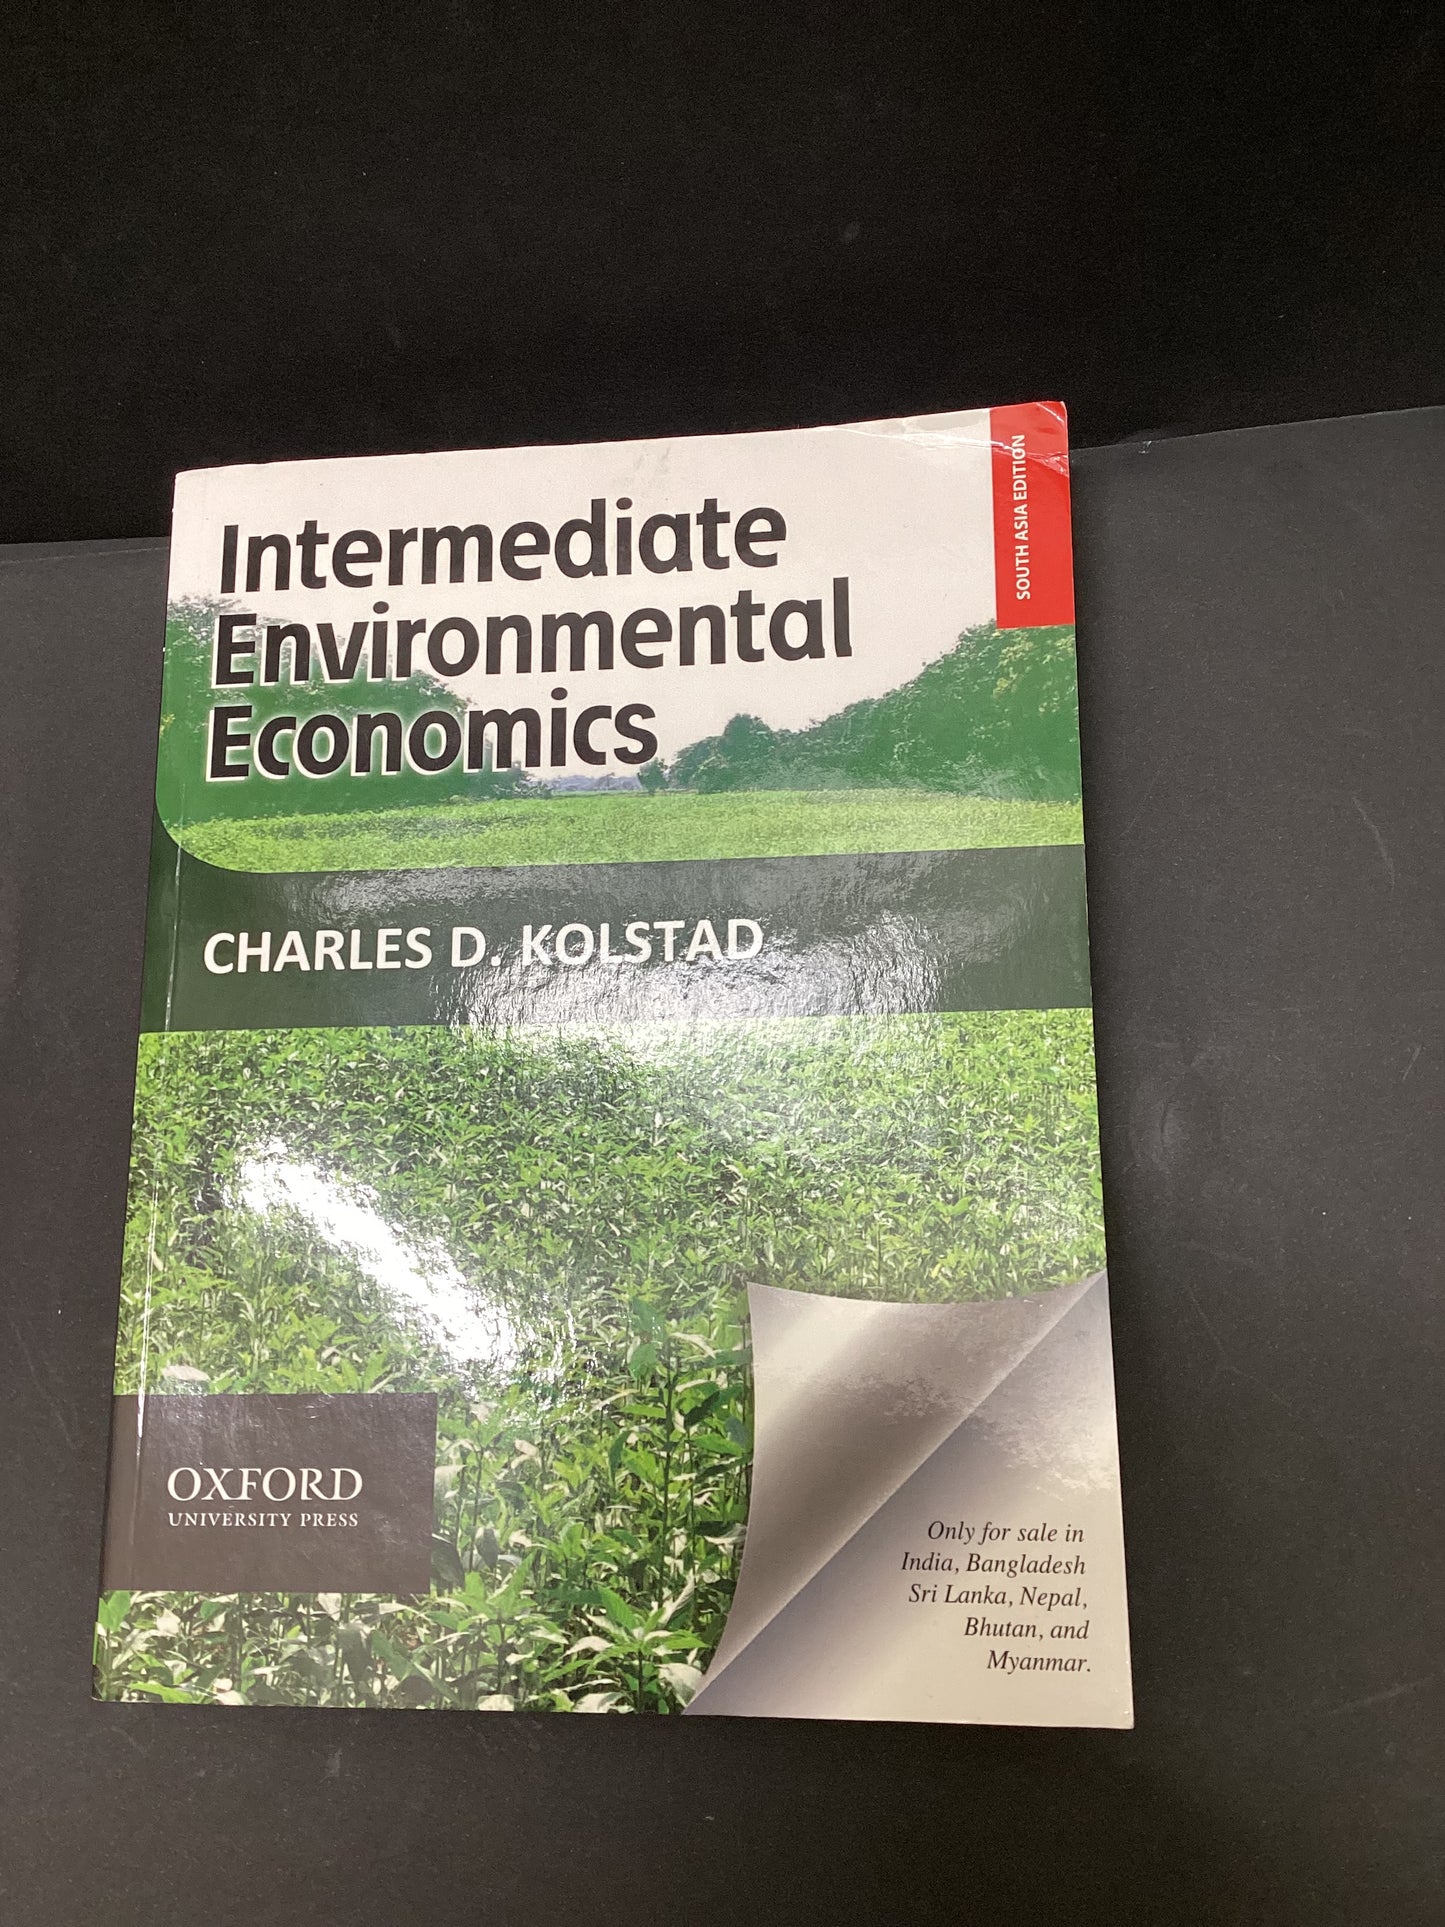 SOUTH ASIA EDITION
Intermediate
Environmental
Economics
CHARLES D. KOLSTAD
OXFORD
UNIVERSITY PRESS
Only for sale in
India, Bangladesh
Sri Lanka, Nepal,
Bhutan, and
Myanmar.